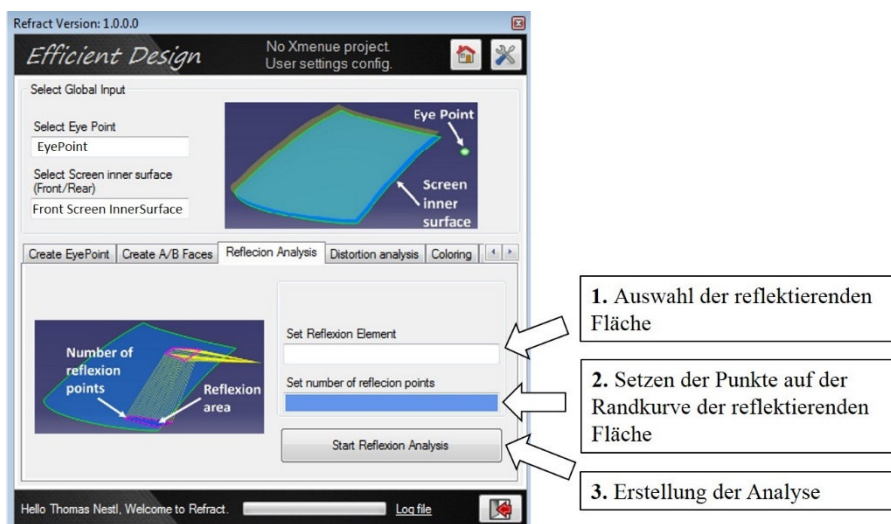 Refract Version: 1.0.0.0
Efficient Design
No Xmenue project.
User settings config.
Select Global Input
Select Eye Point
EyePoint
Select Screen inner surface
(Front/Rear)
Front Screen InnerSurface
Eye Point
Screen
inner
surface
Create EyePoint
Create A/B Faces
Reflecion Analysis
Distortion analysis
Coloring
Number of
reflexion
points
Reflexion
area
Set Reflexion Element
Set number of reflecion points
Start Reflexion Analysis
1. Auswahl der reflektierenden
Fläche
2. Setzen der Punkte auf der
Randkurve der reflektierenden
Fläche
3. Erstellung der Analyse
Hello Thomas Nestl, Welcome to Refract.
Log file